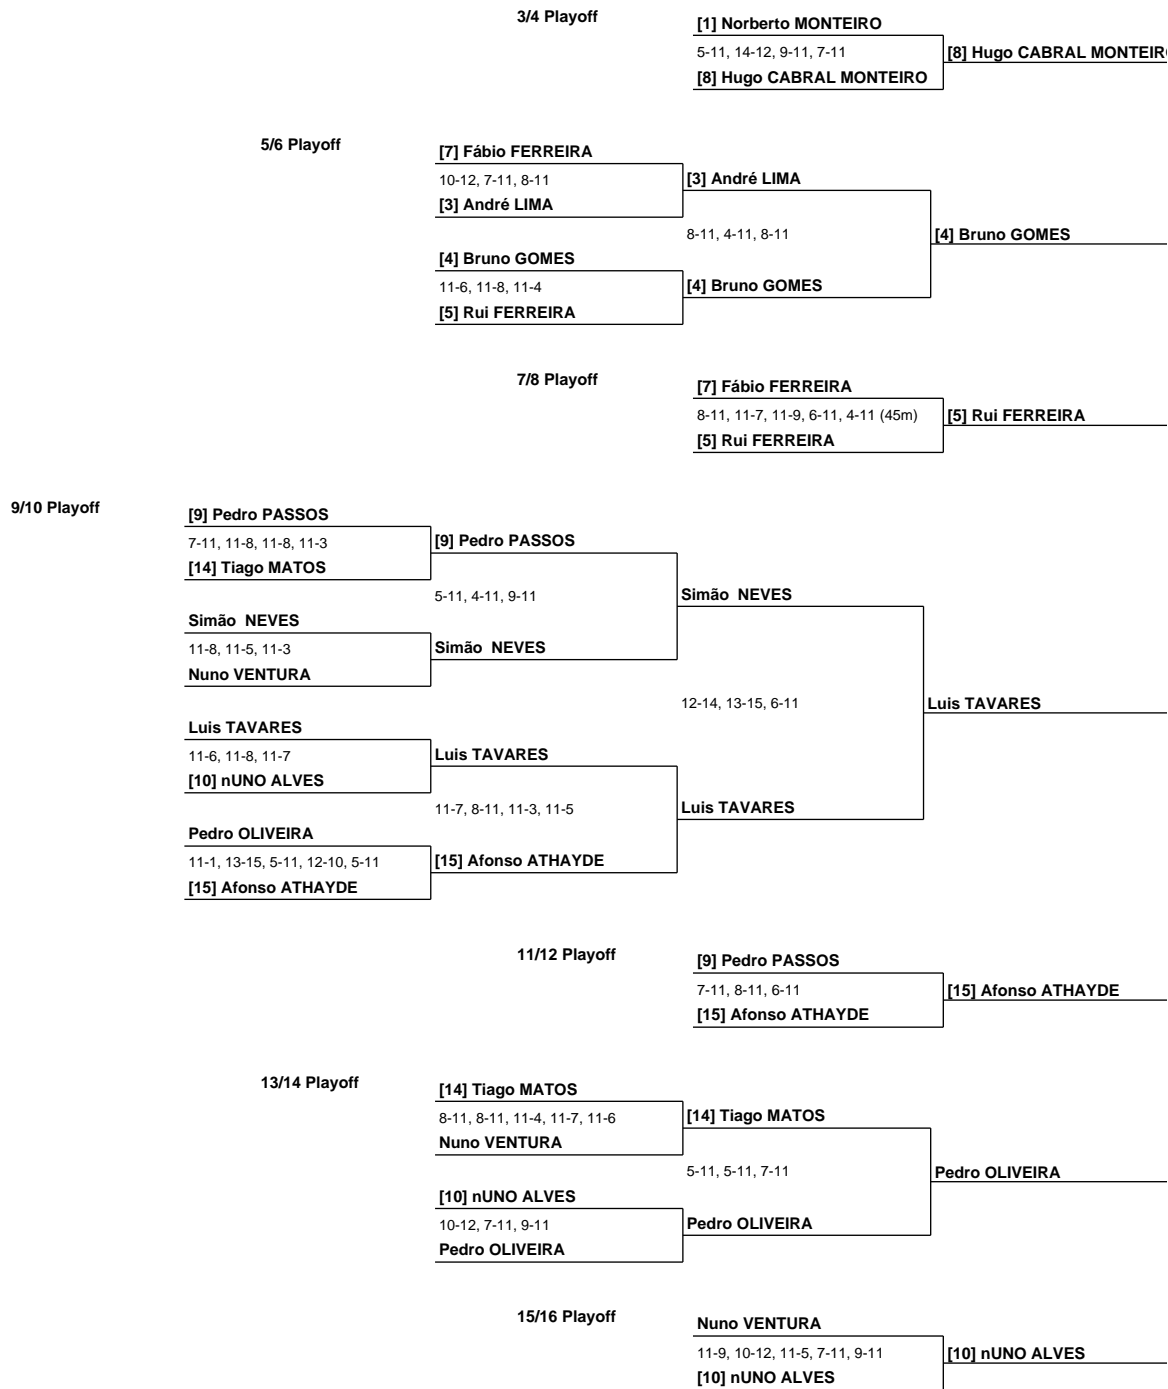 3/4 Playoff
[1] Norberto MONTEIRO
5-11, 14-12, 9-11, 7-11
[8] Hugo CABRAL MONTEIRO
[8] Hugo CABRAL MONTEIRO
5/6 Playoff
[7] Fábio FERREIRA
10-12, 7-11, 8-11
[3] André LIMA
[3] André LIMA
8-11, 4-11, 8-11
[4] Bruno GOMES
[4] Bruno GOMES
11-6, 11-8, 11-4
[4] Bruno GOMES
[5] Rui FERREIRA
7/8 Playoff
[7] Fábio FERREIRA
8-11, 11-7, 11-9, 6-11, 4-11 (45m)
[5] Rui FERREIRA
[5] Rui FERREIRA
9/10 Playoff
[9] Pedro PASSOS
7-11, 11-8, 11-8, 11-3
[9] Pedro PASSOS
[14] Tiago MATOS
5-11, 4-11, 9-11
Simão  NEVES
Simão  NEVES
11-8, 11-5, 11-3
Simão  NEVES
Nuno VENTURA
12-14, 13-15, 6-11
Luis TAVARES
Luis TAVARES
11-6, 11-8, 11-7
Luis TAVARES
[10] nUNO ALVES
11-7, 8-11, 11-3, 11-5
Luis TAVARES
Pedro OLIVEIRA
11-1, 13-15, 5-11, 12-10, 5-11
[15] Afonso ATHAYDE
[15] Afonso ATHAYDE
11/12 Playoff
[9] Pedro PASSOS
7-11, 8-11, 6-11
[15] Afonso ATHAYDE
[15] Afonso ATHAYDE
13/14 Playoff
[14] Tiago MATOS
8-11, 8-11, 11-4, 11-7, 11-6
[14] Tiago MATOS
Nuno VENTURA
5-11, 5-11, 7-11
Pedro OLIVEIRA
[10] nUNO ALVES
10-12, 7-11, 9-11
Pedro OLIVEIRA
Pedro OLIVEIRA
15/16 Playoff
Nuno VENTURA
11-9, 10-12, 11-5, 7-11, 9-11
[10] nUNO ALVES
[10] nUNO ALVES